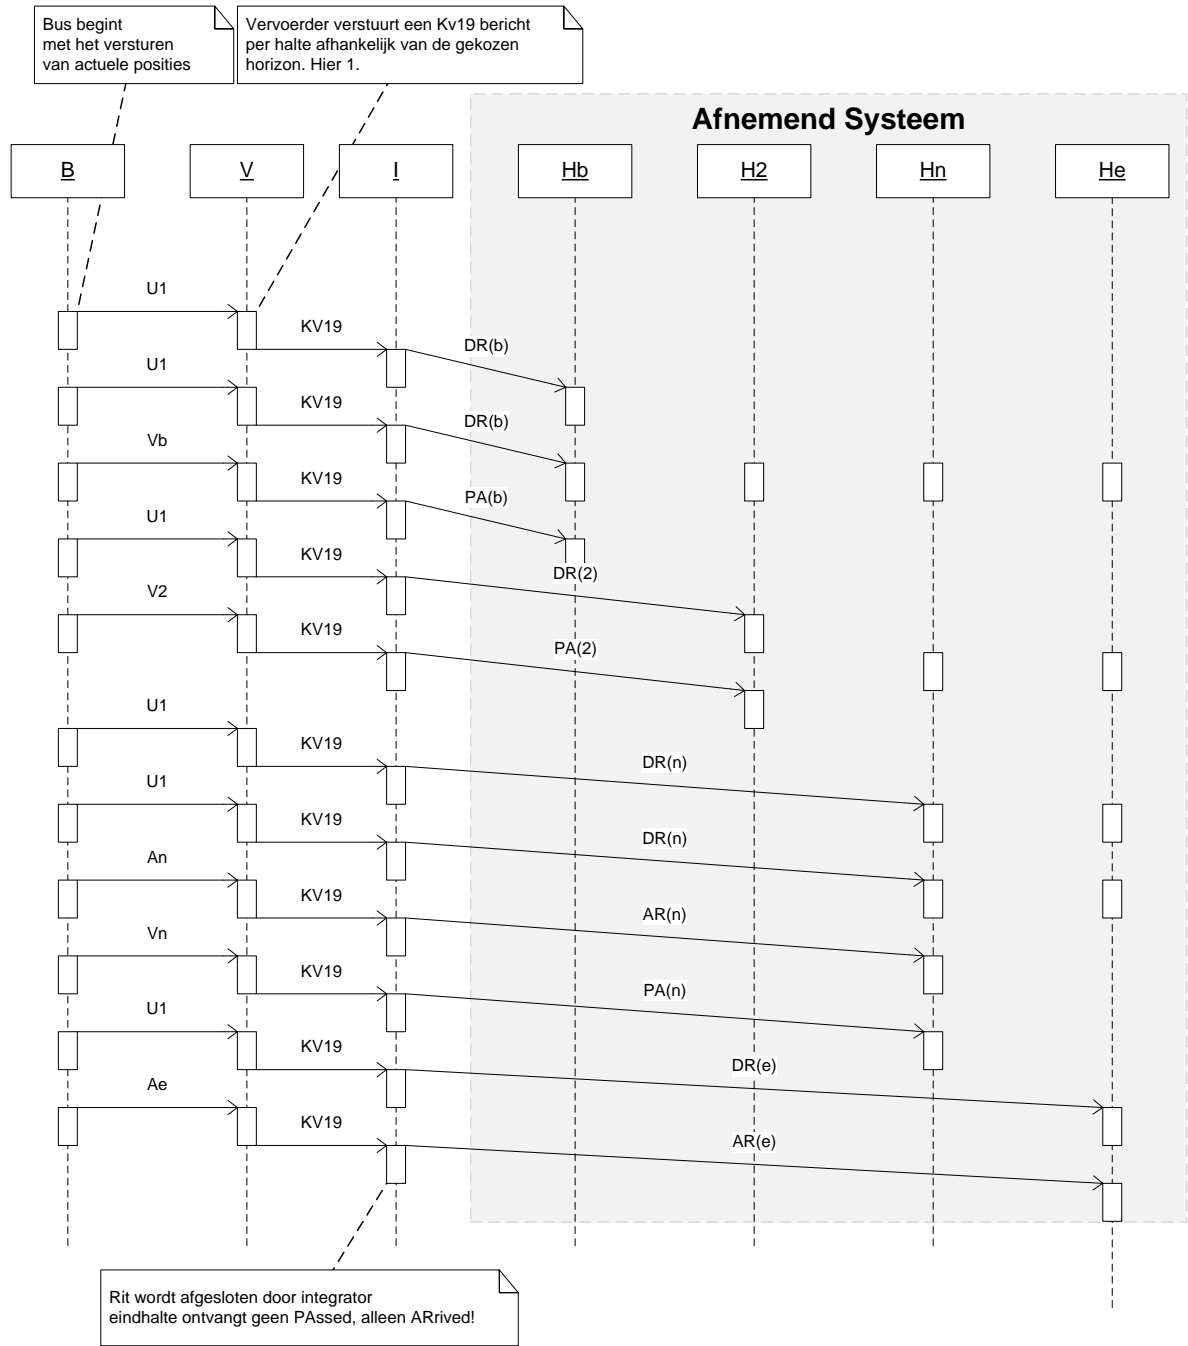 Bus begint
met het versturen
van actuele posities
Vervoerder verstuurt een Kv19 bericht
per halte afhankelijk van de gekozen
horizon. Hier 1.
Afnemend Systeem
B
V
I
Hb
H2
Hn
He
U1
KV19
DR(b)
U1
KV19
DR(b)
Vb
KV19
PA(b)
U1
KV19
DR(2)
V2
KV19
PA(2)
U1
KV19
DR(n)
U1
KV19
DR(n)
An
KV19
AR(n)
Vn
KV19
PA(n)
U1
KV19
DR(e)
Ae
KV19
AR(e)
Rit wordt afgesloten door integrator
eindhalte ontvangt geen PAssed, alleen ARrived!